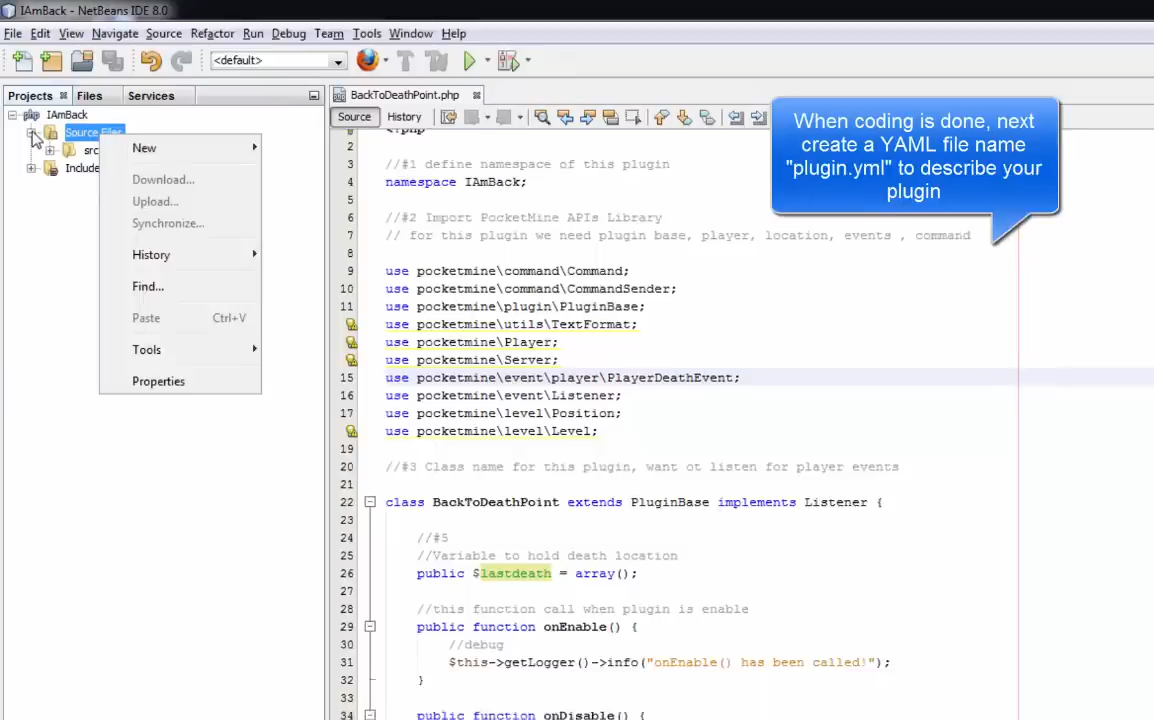 IAmBack - NetBeans IDE 8.0
File Edit View Navigate Source Refactor Run Debug Team Tools Window Help
<default>
Projects Files Services
BackToDeathPoint.php
Source History
IAmBack
Source Files
src
Include
New
Download...
Upload...
Synchronize...
History
Find...
Paste Ctrl+V
Tools
Properties
When coding is done, next
create a YAML file name
"plugin.yml" to describe your
plugin
<?php
2
3 //#1 define namespace of this plugin
4 namespace IAmBack;
5
6 //#2 Import PocketMine APIs Library
7 // for this plugin we need plugin base, player, location, events , command
8
9 use pocketmine\command\Command;
10 use pocketmine\command\CommandSender;
11 use pocketmine\plugin\PluginBase;
use pocketmine\utils\TextFormat;
use pocketmine\Player;
use pocketmine\Server;
15 use pocketmine\event\player\PlayerDeathEvent;
16 use pocketmine\event\Listener;
17 use pocketmine\level\Position;
use pocketmine\level\Level;
19
20 //#3 Class name for this plugin, want ot listen for player events
21
22 class BackToDeathPoint extends PluginBase implements Listener {
23
24 //#5
25 //Variable to hold death location
26 public $lastdeath = array();
27
28 //this function call when plugin is enable
29 public function onEnable() {
30 //debug
31 $this->getLogger()->info("onEnable() has been called!");
32 }
33
34 public function onDisable() {